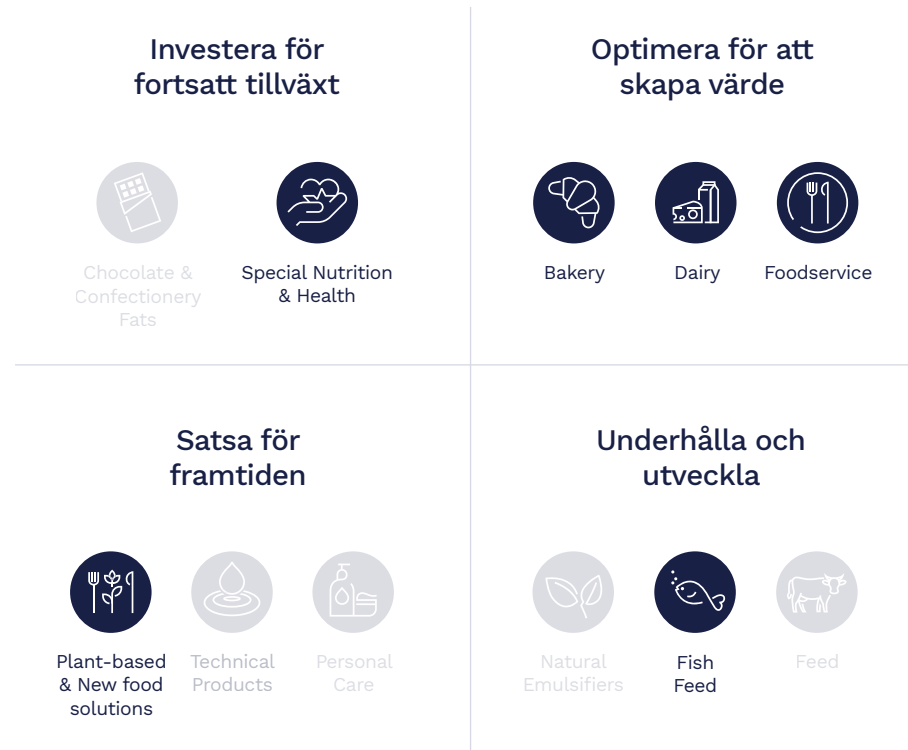 Investera för
fortsatt tillväxt
Chocolate &
Confectionery
Fats
Special Nutrition
& Health
Optimera för att
skapa värde
Bakery
Dairy
Foodservice
Satsa för
framtiden
Plant-based
& New food
solutions
Technical
Products
Personal
Care
Underhålla och
utveckla
Natural
Emulsifiers
Fish
Feed
Feed